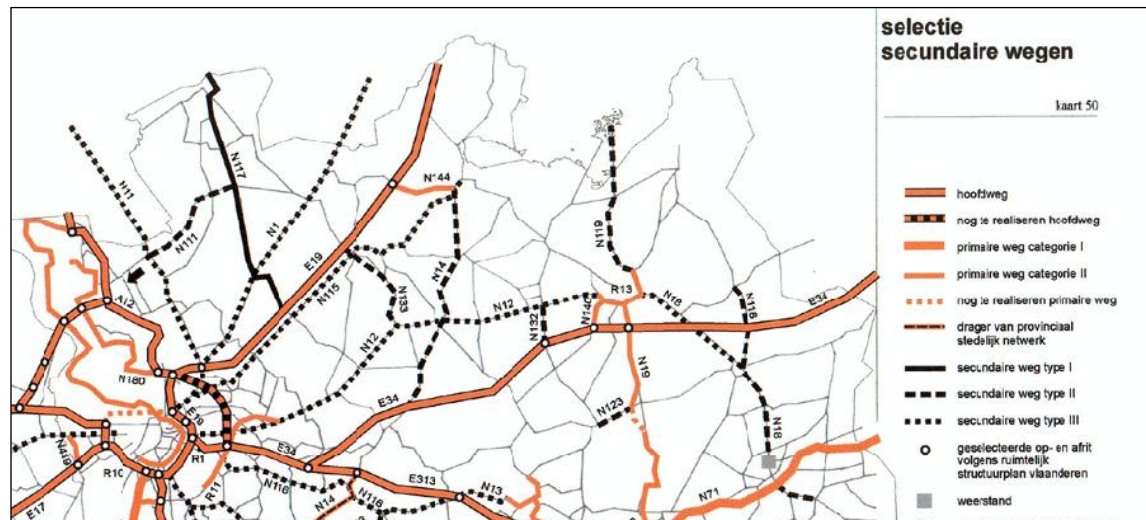 selectie
secundaire wegen
kaart 50
hoofdweg
nog te realiseren hoofdweg
primaire weg categorie I
primaire weg categorie II
nog te realiseren primaire weg
drager van provinciaal
stedelijk netwerk
secundaire weg type I
secundaire weg type II
secundaire weg type III
geselecteerde op- en afrit
volgens ruimtelijk
structuurplan vlaanderen
weerstand
N11
N117
N1
N144
N111
E19
N115
N14
N119
N133
A12
R13
N12
N18
N116
E34
N140
N132
N12
N180
N19
E34
N123
E19
N18
N419
R1
E34
R10
R11
N116
N14
E313
N116
N13
N71
E17